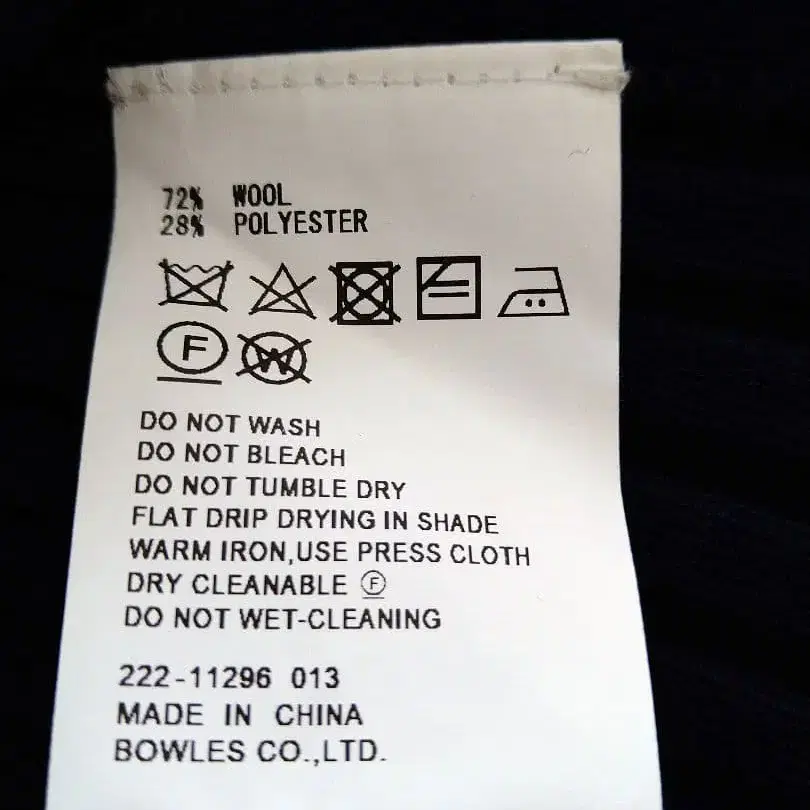 72% WOOL
28% POLYESTER
F W
DO NOT WASH
DO NOT BLEACH
DO NOT TUMBLE DRY
FLAT DRIP DRYING IN SHADE
WARM IRON,USE PRESS CLOTH
DRY CLEANABLE Ⓕ
DO NOT WET-CLEANING
222-11296 013
MADE IN CHINA
BOWLES CO.,LTD.